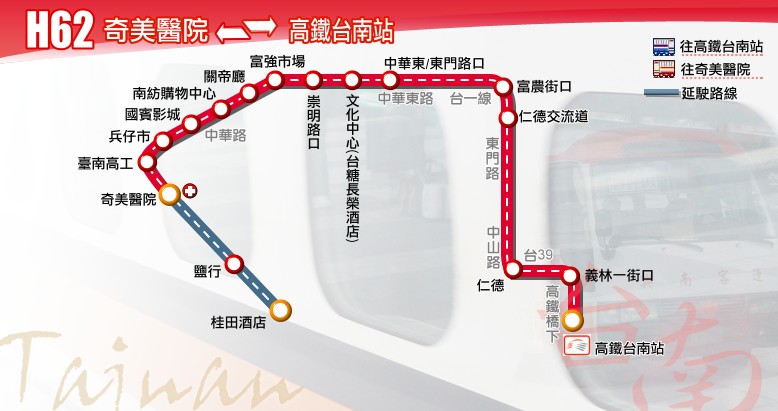 H62 奇美醫院 高鐵台南站
往高鐵台南站
往奇美醫院
延駛路線
富強市場
中華東/東門路口
關帝廳
南紡購物中心
國賓影城
兵仔市
臺南高工
奇美醫院
中華路
崇明路口
文化中心(台糖長榮酒店)
中華東路
台一線
富農街口
仁德交流道
東門路
中山路
台39
仁德
義林一街口
高鐵橋下
高鐵台南站
鹽行
桂田酒店
台南
Tainan